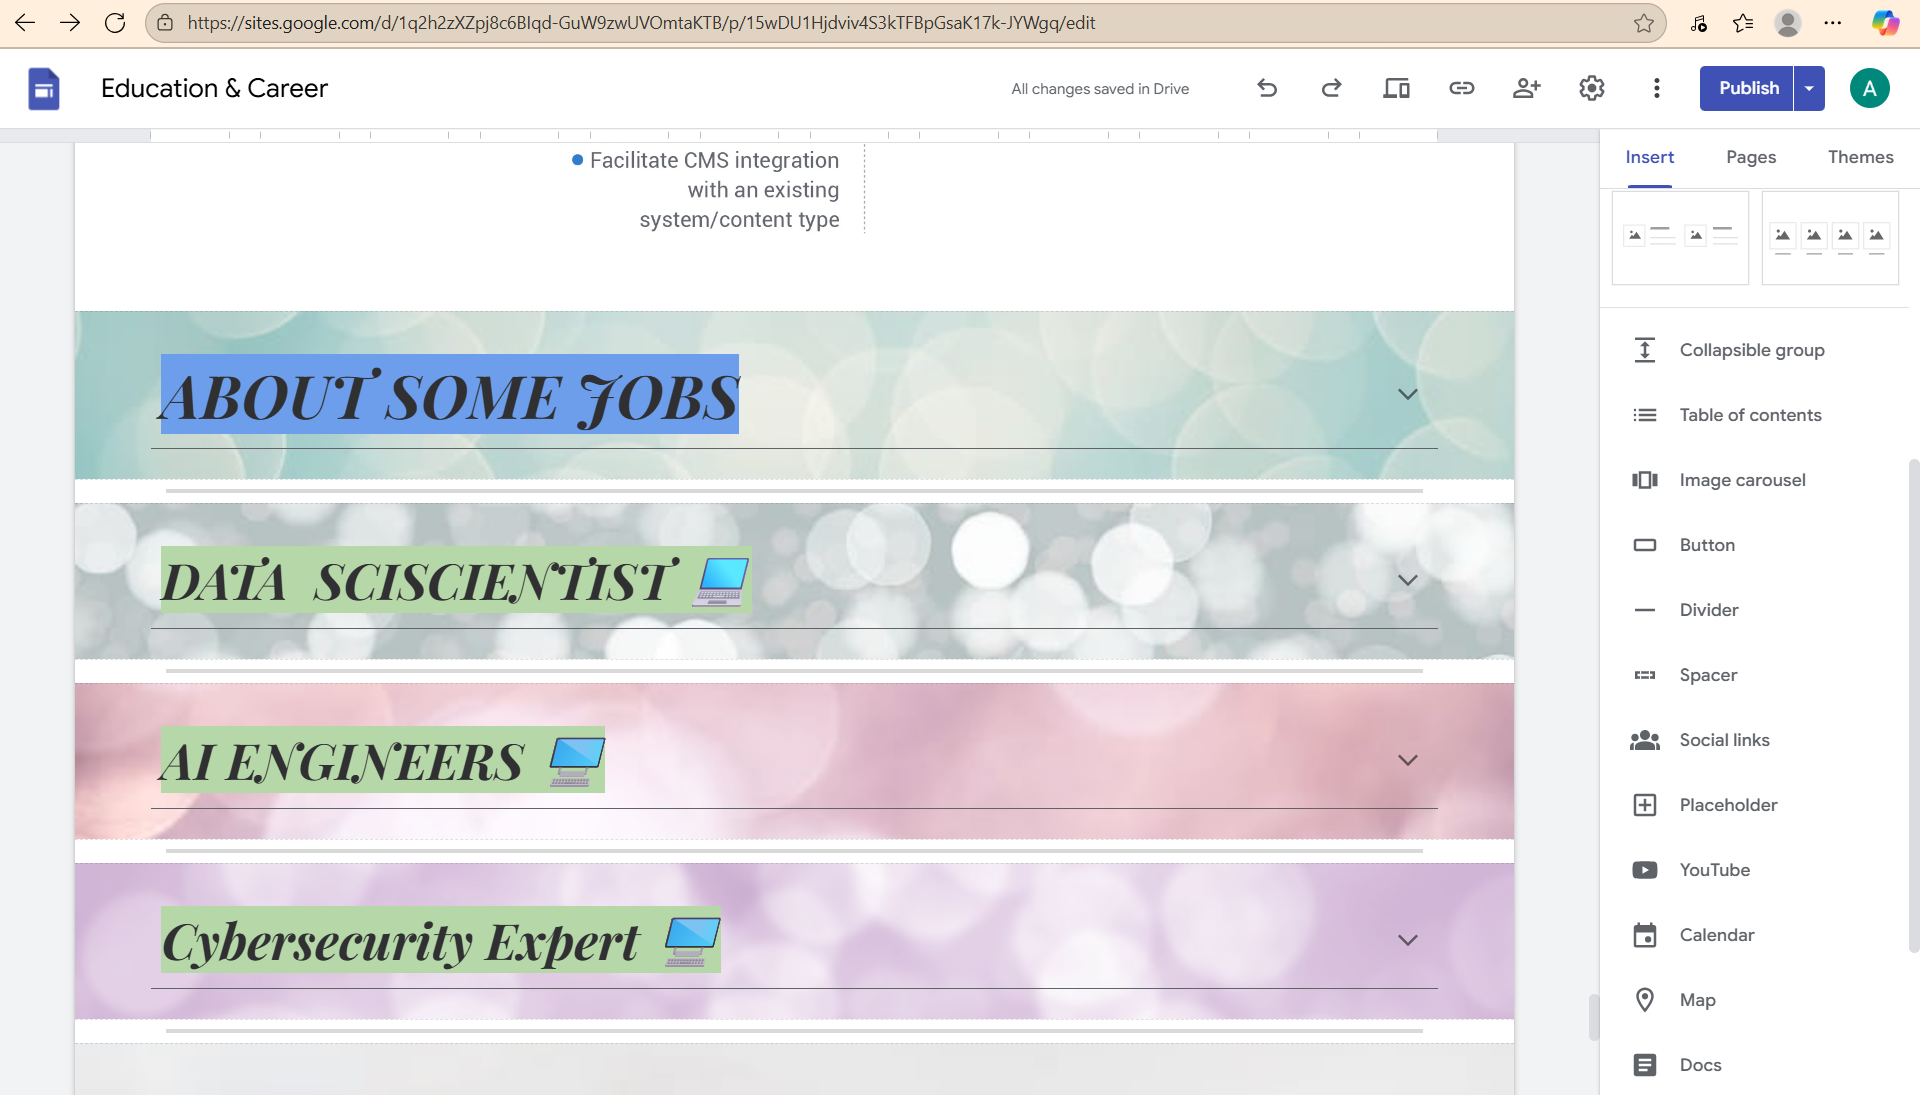 https://sites.google.com/d/1q2h2zXZpj8c6BIqd-GuW9zwUVOmtaKTB/p/15wDU1Hjdviv4S3kTFBpGsaK17k-JYWgq/edit
Education & Career
All changes saved in Drive
Publish
A
Insert
Pages
Themes
Facilitate CMS integration
with an existing
system/content type
ABOUT SOME JOBS
DATA SCISCIENTIST
AI ENGINEERS
Cybersecurity Expert
Collapsible group
Table of contents
Image carousel
Button
Divider
Spacer
Social links
Placeholder
YouTube
Calendar
Map
Docs